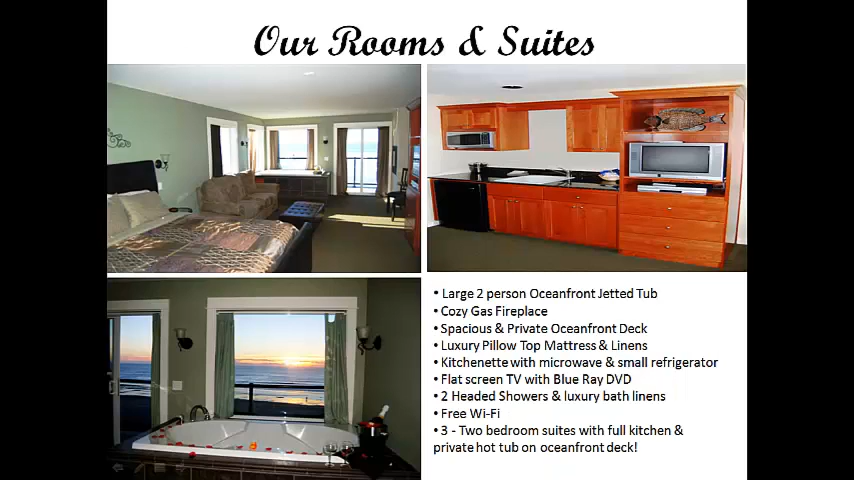 Our Rooms & Suites
• Large 2 person Oceanfront Jetted Tub
• Cozy Gas Fireplace
• Spacious & Private Oceanfront Deck
• Luxury Pillow Top Mattress & Linens
• Kitchenette with microwave & small refrigerator
• Flat screen TV with Blue Ray DVD
• 2 Headed Showers & luxury bath linens
• Free Wi-Fi
• 3 - Two bedroom suites with full kitchen &
private hot tub on oceanfront deck!